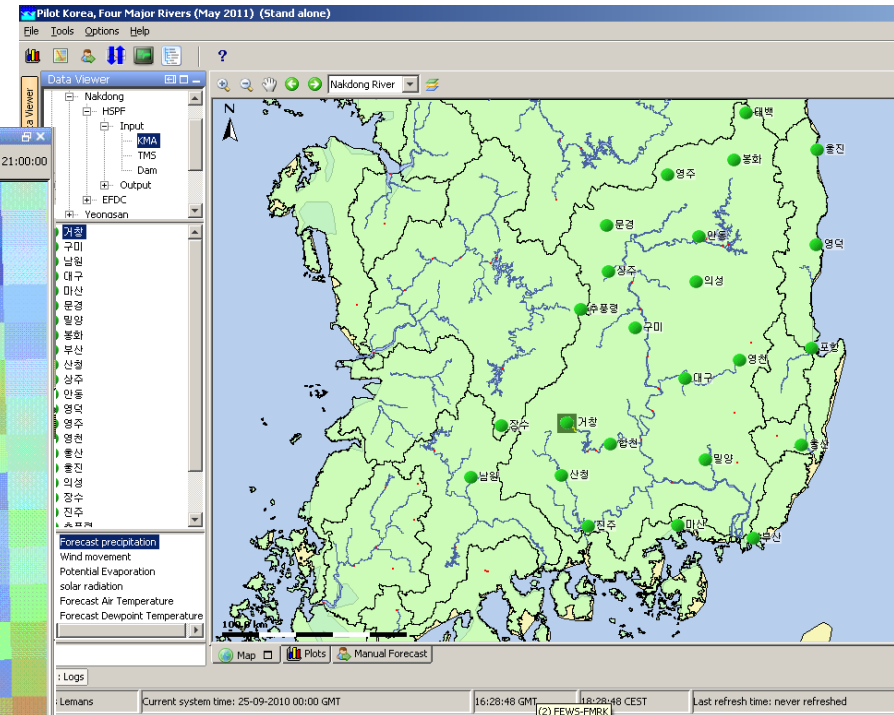 Pilot Korea, Four Major Rivers (May 2011) (Stand alone)
File Tools Options Help
?
Data Viewer
Nakdong River
Viewer
21:00:00
Nakdong
HSPF
Input
KMA
TMS
Dam
Output
EFDC
Yeongsan
거창
구미
남원
대구
마산
문경
밀양
봉화
부산
산청
상주
안동
영덕
영주
영천
울산
울진
의성
장수
진주
추풍령
Forecast precipitation
Wind movement
Potential Evaporation
solar radiation
Forecast Air Temperature
Forecast Dewpoint Temperature
N
태백
울진
봉화
영주
문경
안동
영덕
상주
의성
추풍령
구미
포항
영천
대구
거창
장수
합천
울산
밀양
남원
산청
진주
마산
부산
100.0 km
Map Plots Manual Forecast
: Logs
Lemans Current system time: 25-09-2010 00:00 GMT 16:28:48 GMT 18:28:48 CEST Last refresh time: never refreshed
(2) FEWS-FMRK